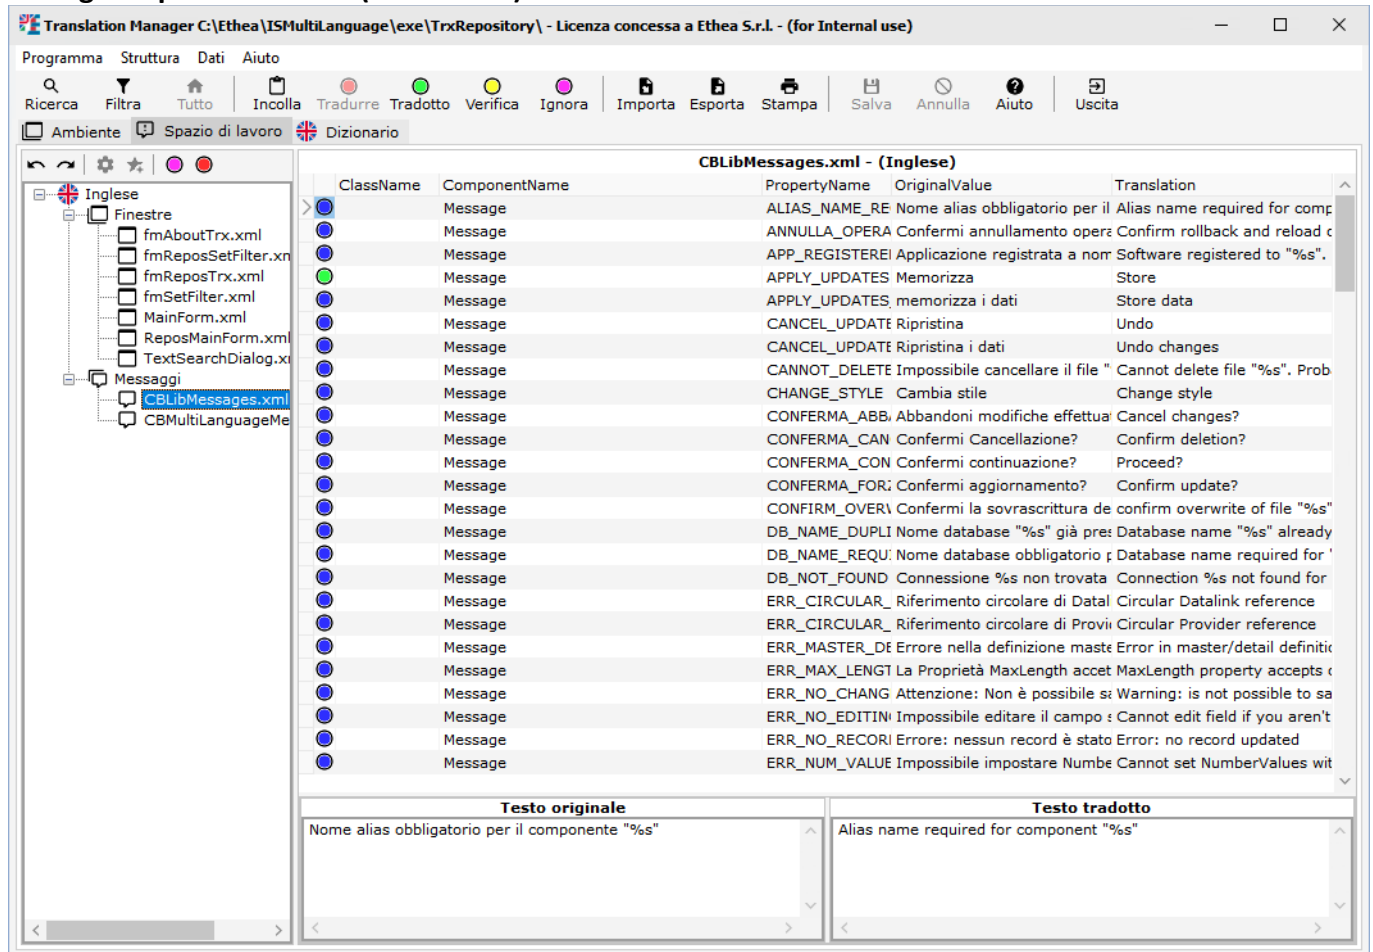 Translation Manager C:\Ethea\ISMultiLanguage\exe\TrxRepository\ - Licenza concessa a Ethea S.r.l. - (for Internal use)
Programma Struttura Dati Aiuto
Ricerca Filtra Tutto Incolla Tradurre Tradotto Verifica Ignora Importa Esporta Stampa Salva Annulla Aiuto Uscita
Ambiente Spazio di lavoro Dizionario
Inglese
Finestre
fmAboutTrx.xml
fmReposSetFilter.xn
fmReposTrx.xml
fmSetFilter.xml
MainForm.xml
ReposMainForm.xml
TextSearchDialog.x
Messaggi
CBLibMessages.xml
CBMultiLanguageMe
CBLibMessages.xml - (Inglese)
ClassName ComponentName PropertyName OriginalValue Translation
Message ALIAS_NAME_RE Nome alias obbligatorio per il Alias name required for comp
Message ANNULLA_OPERA Confermi annullamento opera Confirm rollback and reload
Message APP_REGISTERE Applicazione registrata a nom Software registered to "%s".
Message APPLY_UPDATES Memorizza Store
Message APPLY_UPDATES_ memorizza i dati Store data
Message CANCEL_UPDATE Ripristina Undo
Message CANCEL_UPDATE Ripristina i dati Undo changes
Message CANNOT_DELETE Impossibile cancellare il file " Cannot delete file "%s". Prob
Message CHANGE_STYLE Cambia stile Change style
Message CONFERMA_ABB Abbandoni modifiche effettua Cancel changes?
Message CONFERMA_CAN Confermi Cancellazione? Confirm deletion?
Message CONFERMA_CON Confermi continuazione? Proceed?
Message CONFERMA_FORZ Confermi aggiornamento? Confirm update?
Message CONFIRM_OVERV Confermi la sovrascrittura de confirm overwrite of file "%s"
Message DB_NAME_DUPLI Nome database "%s" già pres Database name "%s" already
Message DB_NAME_REQU Nome database obbligatorio p Database name required for "
Message DB_NOT_FOUND Connessione %s non trovata Connection %s not found for
Message ERR_CIRCULAR_ Riferimento circolare di Datal Circular Datalink reference
Message ERR_CIRCULAR_ Riferimento circolare di Provi Circular Provider reference
Message ERR_MASTER_DE Errore nella definizione maste Error in master/detail definitio
Message ERR_MAX_LENGT La Proprietà MaxLength accet MaxLength property accepts
Message ERR_NO_CHANG Attenzione: Non è possibile sa Warning: is not possible to sa
Message ERR_NO_EDITIN Impossibile editare il campo s Cannot edit field if you aren't
Message ERR_NO_RECOR Errore: nessun record è stato Error: no record updated
Message ERR_NUM_VALUE Impossibile impostare Numbe Cannot set NumberValues wit
Testo originale
Nome alias obbligatorio per il componente "%s"
Testo tradotto
Alias name required for component "%s"